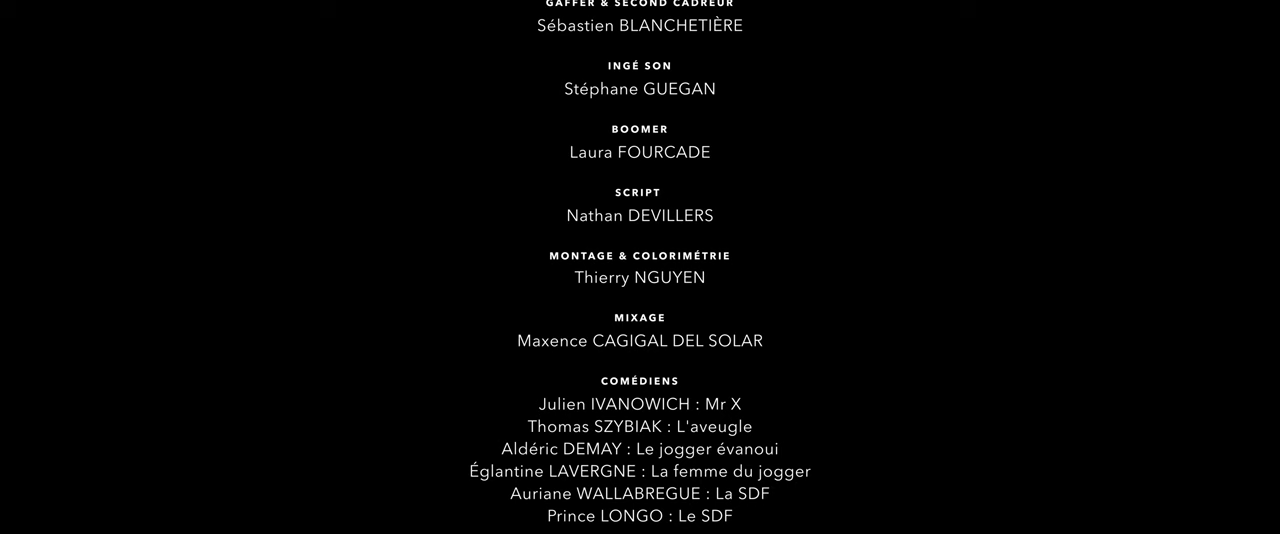 GAFFER & SECOND CADREUR
Sébastien BLANCHETIÈRE
INGÉ SON
Stéphane GUEGAN
BOOMER
Laura FOURCADE
SCRIPT
Nathan DEVILLERS
MONTAGE & COLORIMÉTRIE
Thierry NGUYEN
MIXAGE
Maxence CAGIGAL DEL SOLAR
COMÉDIENS
Julien IVANOWICH : Mr X
Thomas SZYBIAK : L'aveugle
Aldéric DEMAY : Le jogger évanoui
Églantine LAVERGNE : La femme du jogger
Auriane WALLABREGUE : La SDF
Prince LONGO : Le SDF